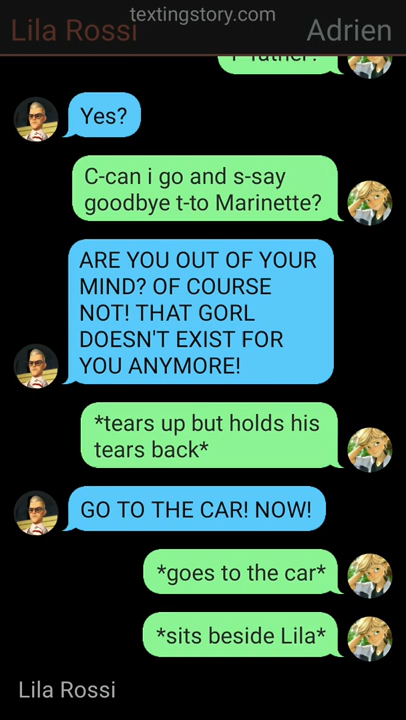 textingstory.com
Lila Rossi
Adrien
Yes?
C-can i go and s-say
goodbye t-to Marinette?
ARE YOU OUT OF YOUR
MIND? OF COURSE
NOT! THAT GORL
DOESN'T EXIST FOR
YOU ANYMORE!
*tears up but holds his
tears back*
GO TO THE CAR! NOW!
*goes to the car*
*sits beside Lila*
Lila Rossi